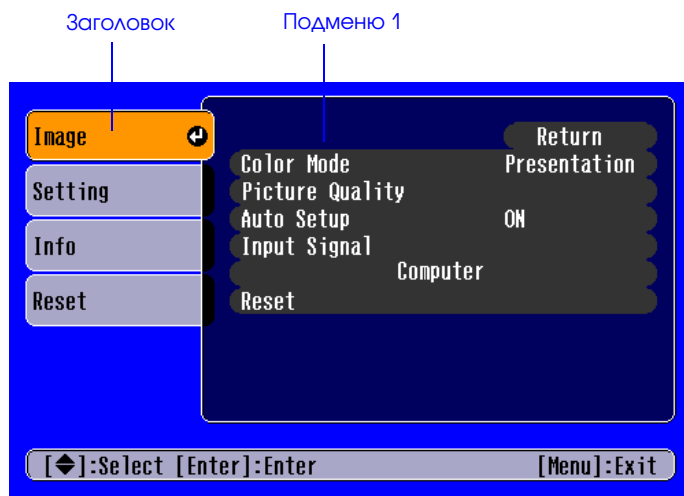 Заголовок
Подменю 1
Image
Setting
Info
Reset
Return
Color Mode Presentation
Picture Quality
Auto Setup ON
Input Signal
Computer
Reset
[◆]:Select [Enter]:Enter [Menu]:Exit